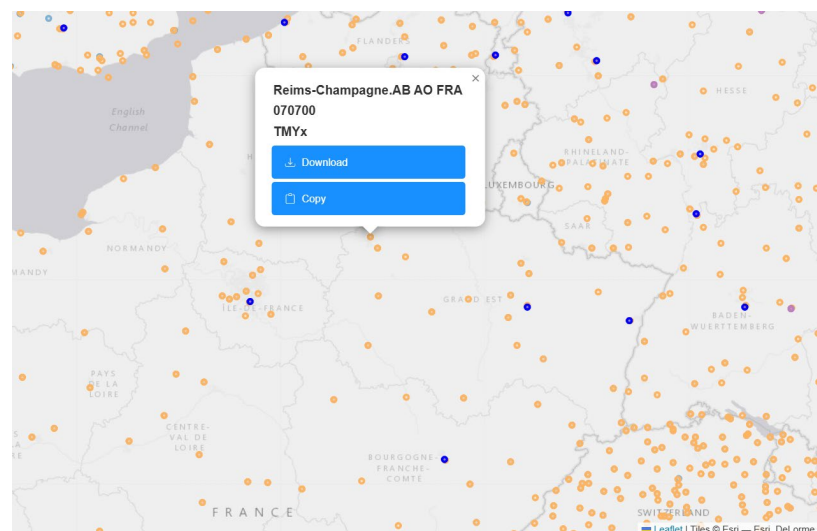 FLANDERS
×
Reims-Champagne.AB AO FRA
070700
TMYx
Download
Copy
English
Channel
HESSE
RHINELAND-
PALATINATE
LUXEMBOURG
SAAR
NORMANDY
MANDY
ÎLE-DE-FRANCE
GRAND EST
BADEN-
WUERTTEMBERG
PAYS
DE LA
LOIRE
CENTRE-
VAL DE
LOIRE
BOURGOGNE-
FRANCHE-
COMTÉ
FRANCE
SWITZERLAND
Leaflet | Tiles © Esri — Esri, DeLorme